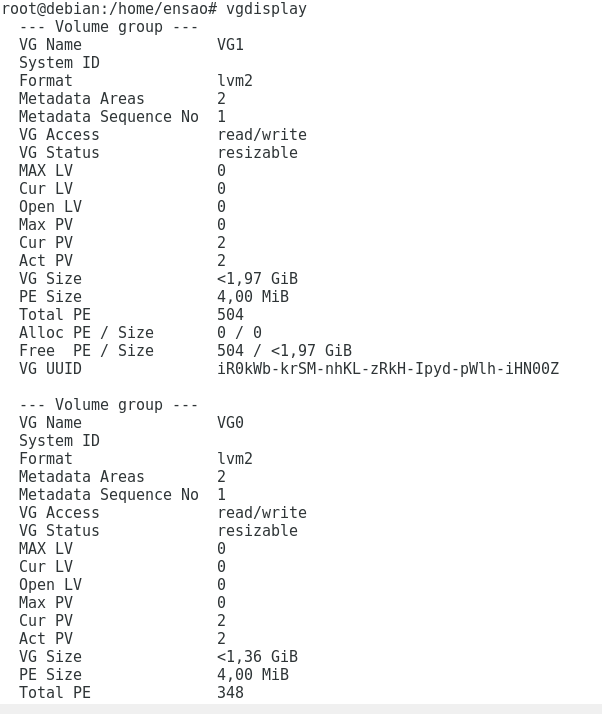 root@debian:/home/ensao# vgdisplay
--- Volume group ---
VG Name VG1
System ID
Format lvm2
Metadata Areas 2
Metadata Sequence No 1
VG Access read/write
VG Status resizable
MAX LV 0
Cur LV 0
Open LV 0
Max PV 0
Cur PV 2
Act PV 2
VG Size <1,97 GiB
PE Size 4,00 MiB
Total PE 504
Alloc PE / Size 0 / 0
Free  PE / Size 504 / <1,97 GiB
VG UUID iR0kWb-krSM-nhKL-zRkH-Ipyd-pWlh-iHN00Z

--- Volume group ---
VG Name VG0
System ID
Format lvm2
Metadata Areas 2
Metadata Sequence No 1
VG Access read/write
VG Status resizable
MAX LV 0
Cur LV 0
Open LV 0
Max PV 0
Cur PV 2
Act PV 2
VG Size <1,36 GiB
PE Size 4,00 MiB
Total PE 348